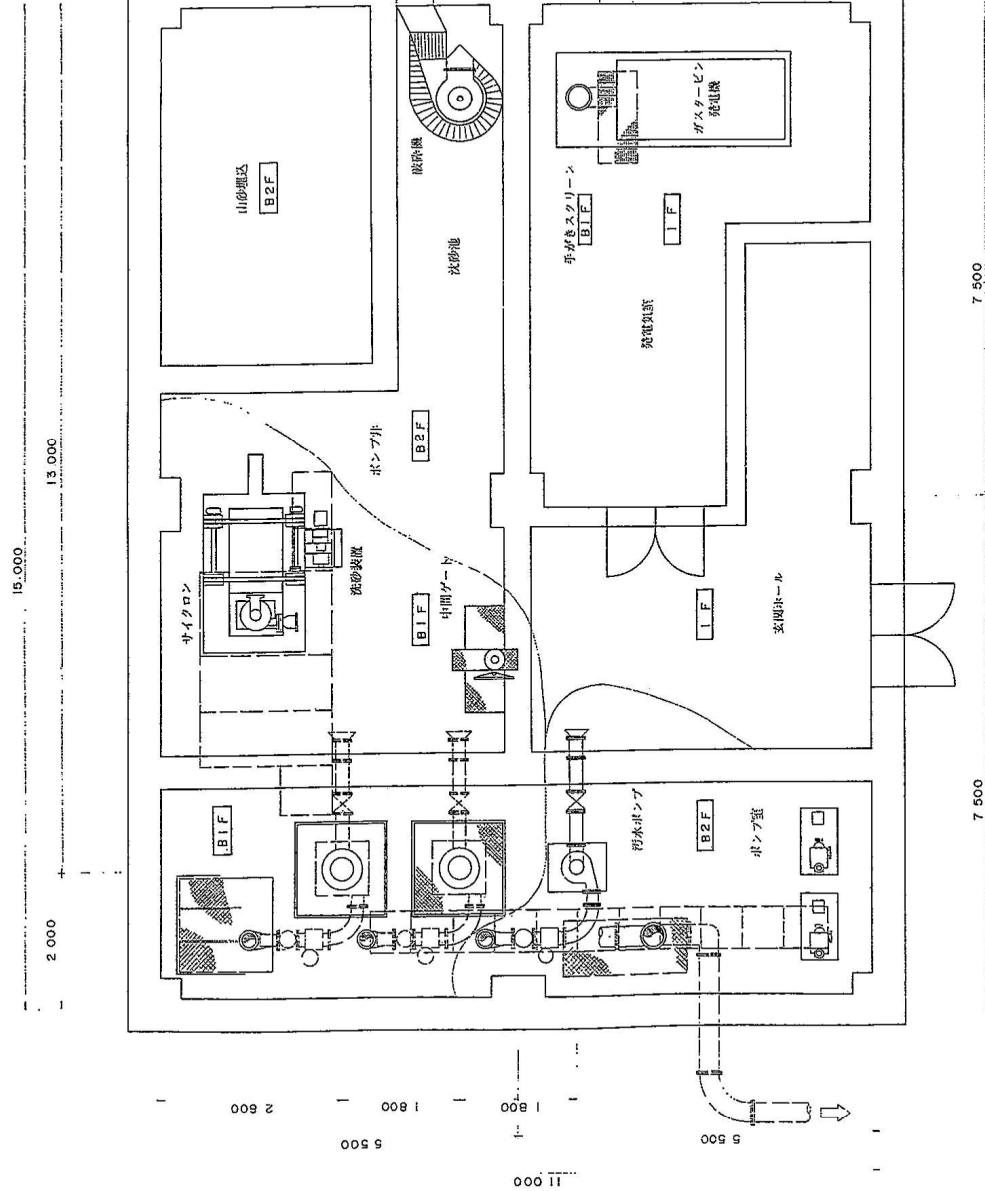 15.000
13.000
2 000
7 500
7 500
山砂埋込
B2F
破砕機
沈砂池
ガスタービン
発電機
手がきスクリーン
B1F
1F
発電気室
ポンプ井
B2F
サイクロン
洗砂装置
中間ゲート
B1F
1F
玄関ホール
B1F
汚水ポンプ
B2F
ポンプ室
2 600
1 800
1 800
5 500
5 500
11 000